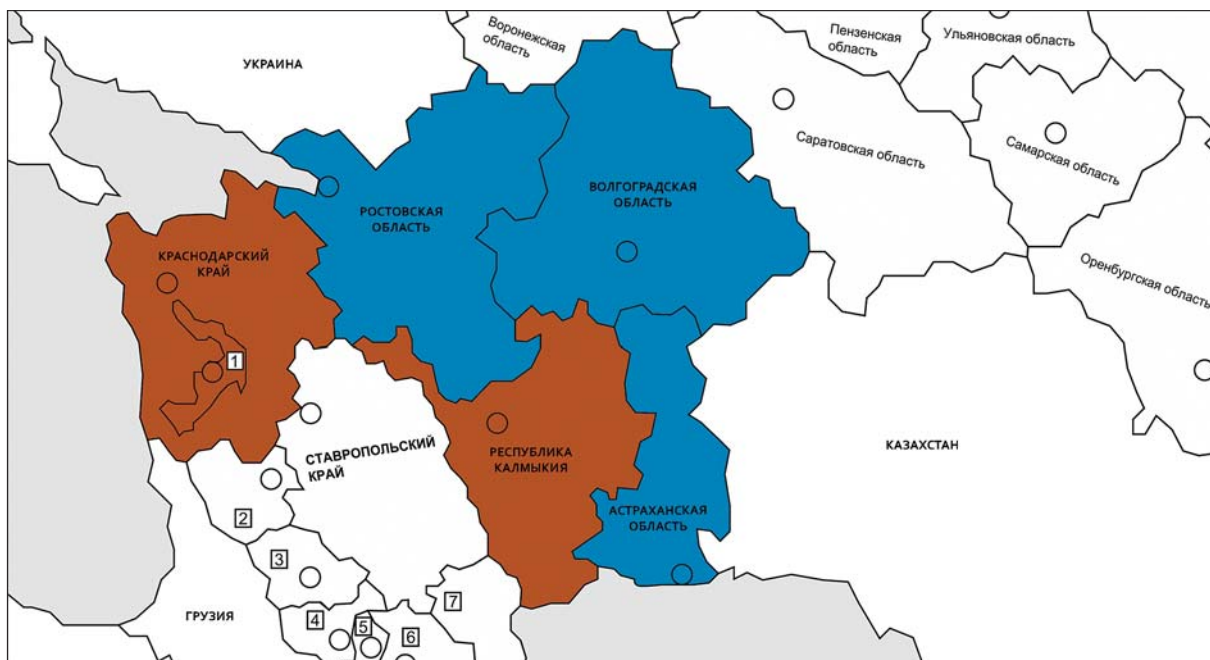 Воронежская
область
Пензенская
область
Ульяновская область
УКРАИНА
Саратовская область
Самарская область
ВОЛГОГРАДСКАЯ
ОБЛАСТЬ
РОСТОВСКАЯ
ОБЛАСТЬ
КРАСНОДАРСКИЙ
КРАЙ
Оренбургская область
1
СТАВРОПОЛЬСКИЙ
КРАЙ
РЕСПУБЛИКА
КАЛМЫКИЯ
КАЗАХСТАН
2
АСТРАХАНСКАЯ
ОБЛАСТЬ
3
ГРУЗИЯ
4
5
6
7